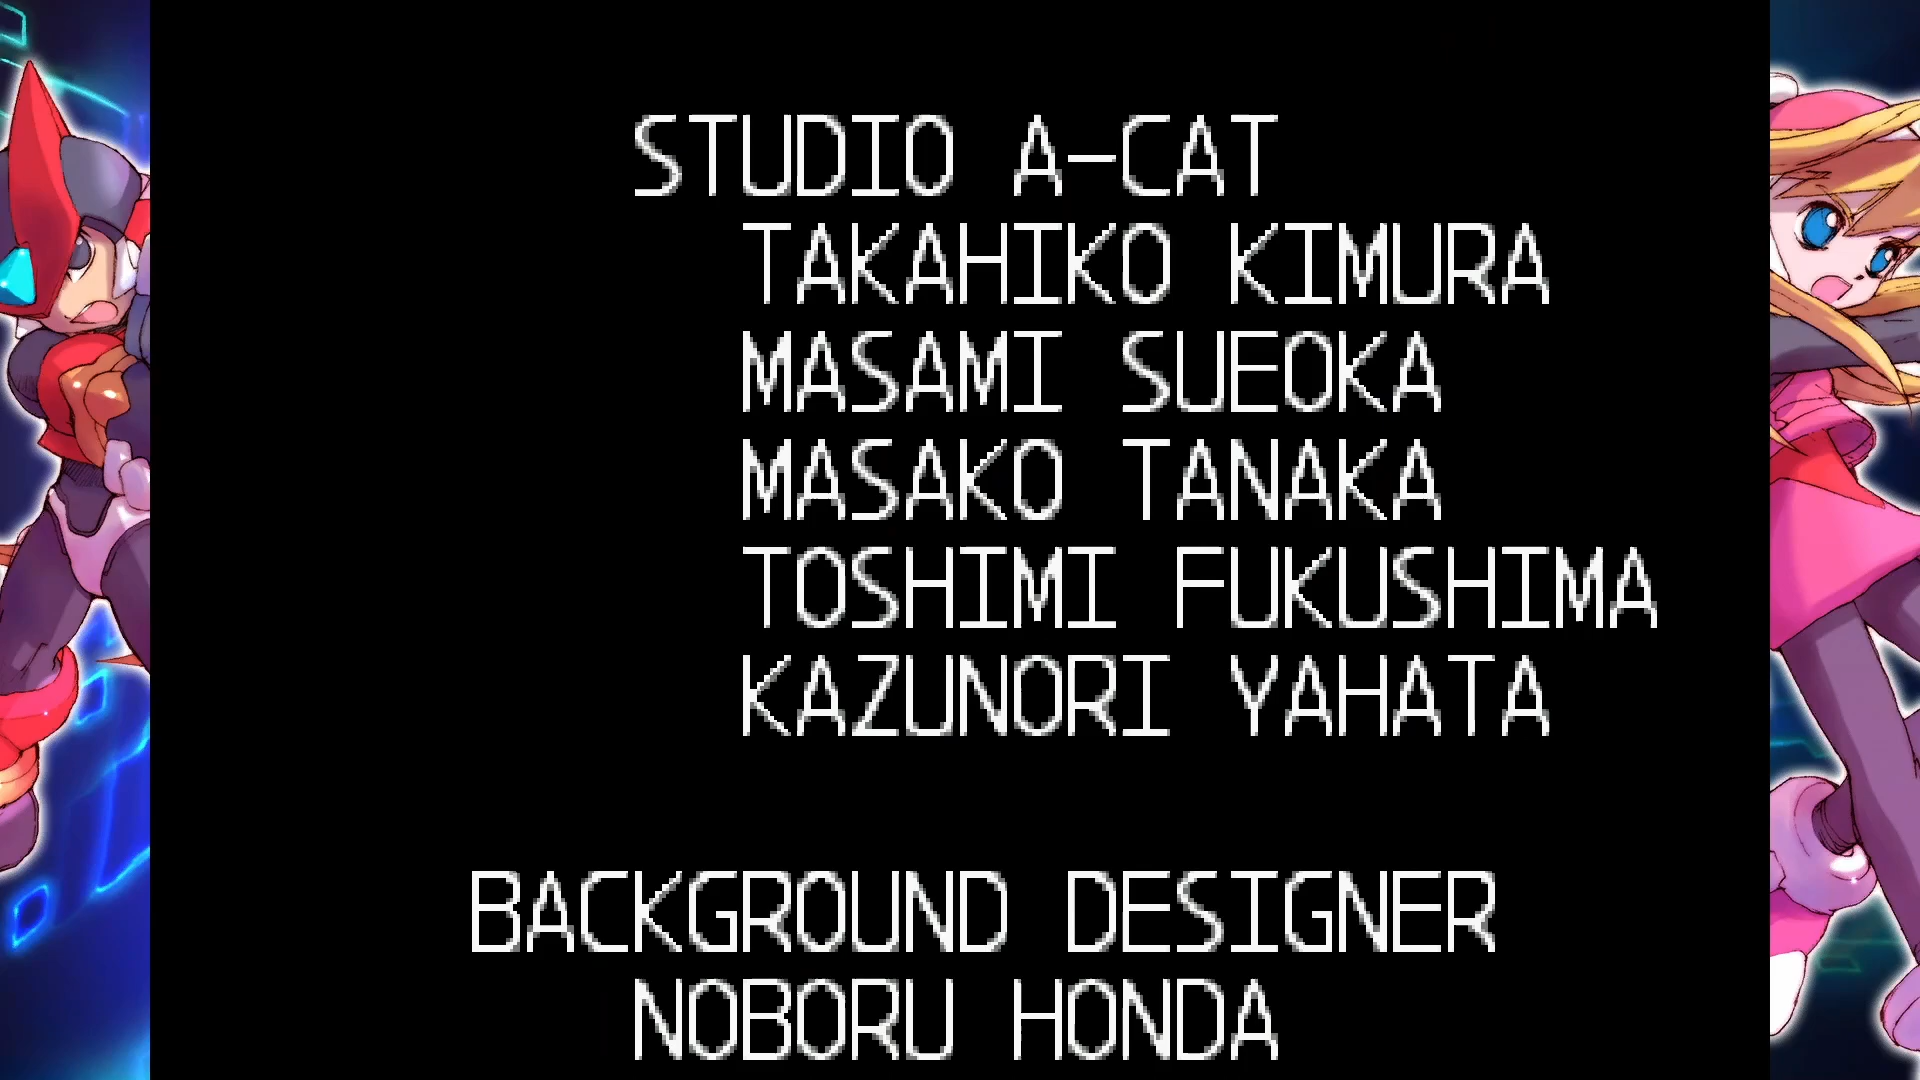 STUDIO A-CAT
TAKAHIKO KIMURA
MASAMI SUEOKA
MASAKO TANAKA
TOSHIMI FUKUSHIMA
KAZUNORI YAHATA
BACKGROUND DESIGNER
NOBORU HONDA